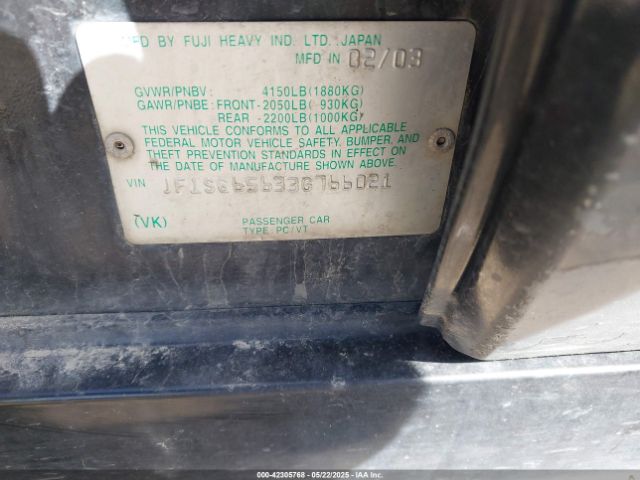 MFD BY FUJI HEAVY IND. LTD. JAPAN
MFD IN 02/03
GVWR/PNBV: 4150LB(1880KG)
GAWR/PNBE: FRONT-2050LB( 930KG)
REAR -2200LB(1000KG)
THIS VEHICLE CONFORMS TO ALL APPLICABLE
FEDERAL MOTOR VEHICLE SAFETY, BUMPER, AND
THEFT PREVENTION STANDARDS IN EFFECT ON
THE DATE OF MANUFACTURE SHOWN ABOVE.
VIN JF1SG65633G766021
(VK) PASSENGER CAR
TYPE PC/VT
000-42305768 - 05/22/2025 - IAA Inc.